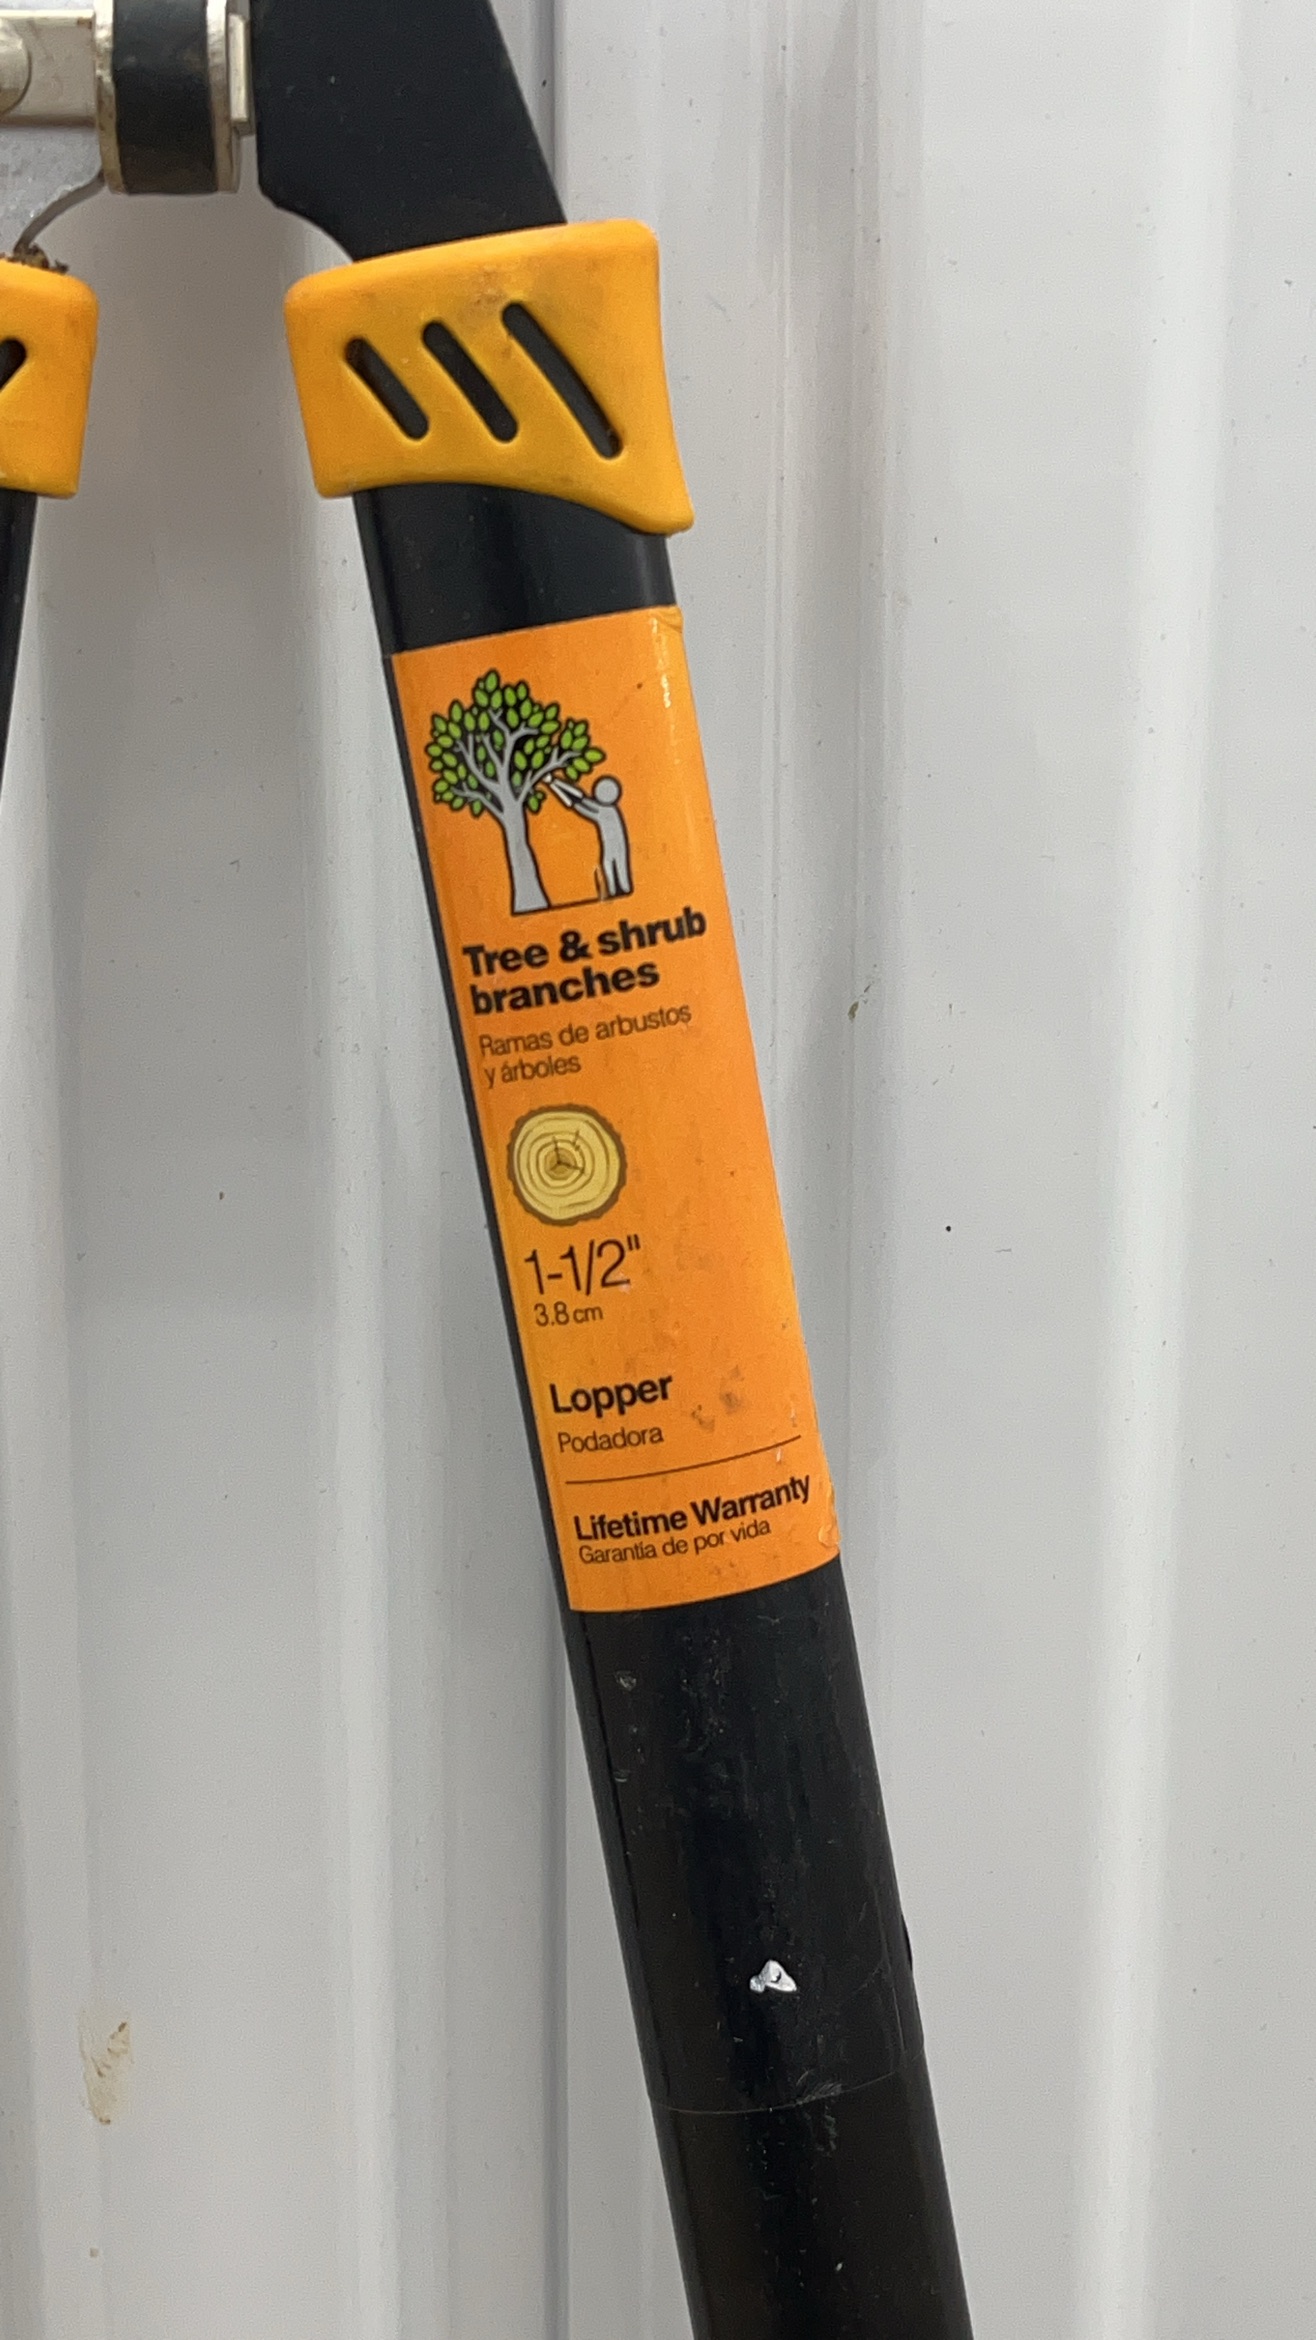 Tree & shrub
branches
Ramas de arbustos
y árboles
1-1/2"
3.8 cm
Lopper
Podadora
Lifetime Warranty
Garantía de por vida